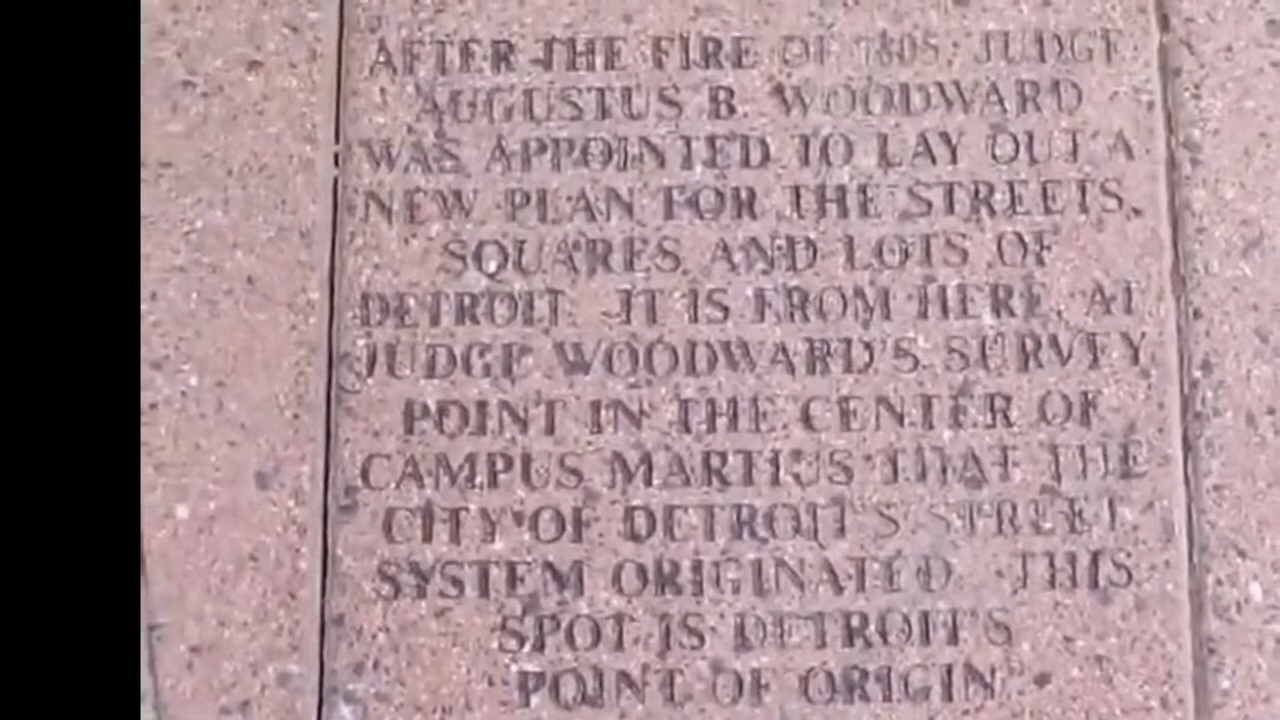 AFTER THE FIRE OF 1805, JUDGE
AUGUSTUS B. WOODWARD
WAS APPOINTED TO LAY OUT A
NEW PLAN FOR THE STREETS,
SQUARES AND LOTS OF
DETROIT. IT IS FROM HERE, AT
JUDGE WOODWARD'S SURVEY
POINT IN THE CENTER OF
CAMPUS MARTIUS THAT THE
CITY OF DETROIT'S STREET
SYSTEM ORIGINATED. THIS
SPOT IS DETROIT'S
"POINT OF ORIGIN".